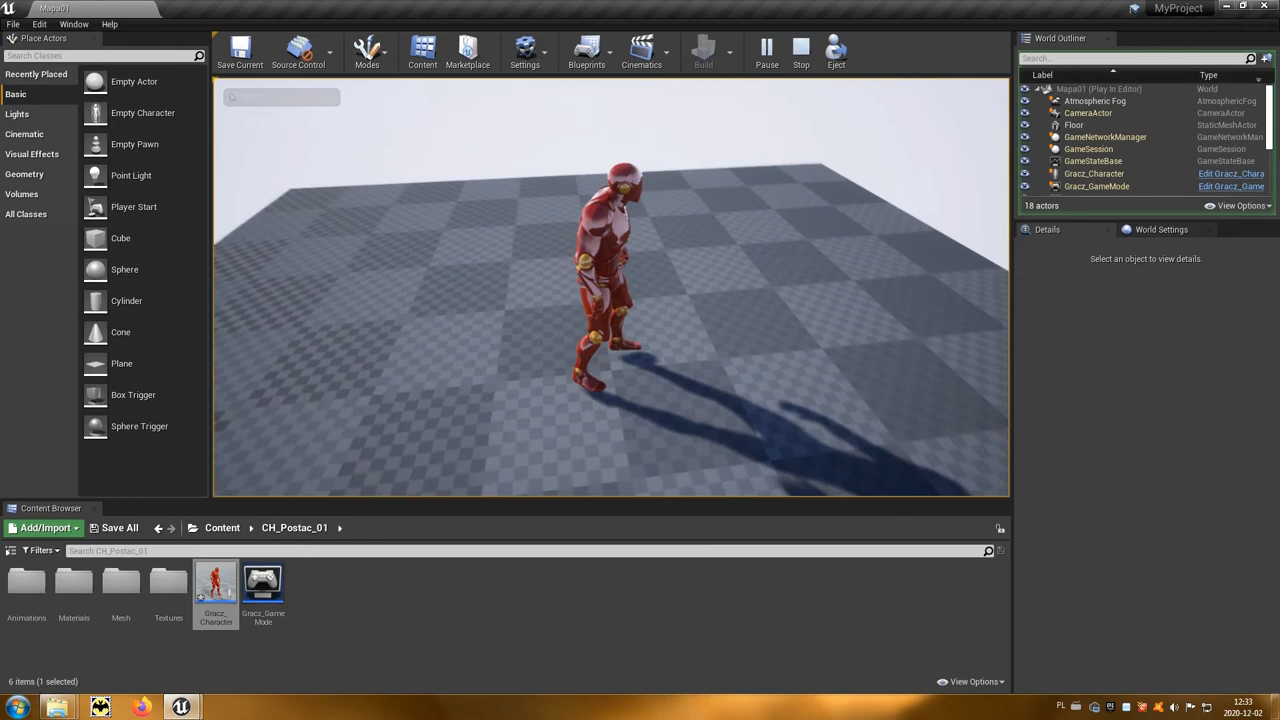 Mapa01
MyProject
File Edit Window Help
Place Actors
Search Classes
Recently Placed
Basic
Lights
Cinematic
Visual Effects
Geometry
Volumes
All Classes
Empty Actor
Empty Character
Empty Pawn
Point Light
Player Start
Cube
Sphere
Cylinder
Cone
Plane
Box Trigger
Sphere Trigger
Save Current
Source Control
Modes
Content
Marketplace
Settings
Blueprints
Cinematics
Build
Pause
Stop
Eject
World Outliner
Search...
Label Type
Mapa01 (Play In Editor) World
Atmospheric Fog AtmosphericFog
CameraActor CameraActor
Floor StaticMeshActor
GameNetworkManager GameNetworkMan
GameSession GameSession
GameStateBase GameStateBase
Gracz_Character Edit Gracz_Chara
Gracz_GameMode Edit Gracz_Game
18 actors View Options
Details World Settings
Select an object to view details.
Content Browser
Add/Import Save All Content CH_Postac_01
Filters Search CH_Postac_01
Animations
Materials
Mesh
Textures
Gracz_
Character
Gracz_Game
Mode
6 items (1 selected) View Options
PL
12:33
2020-12-02